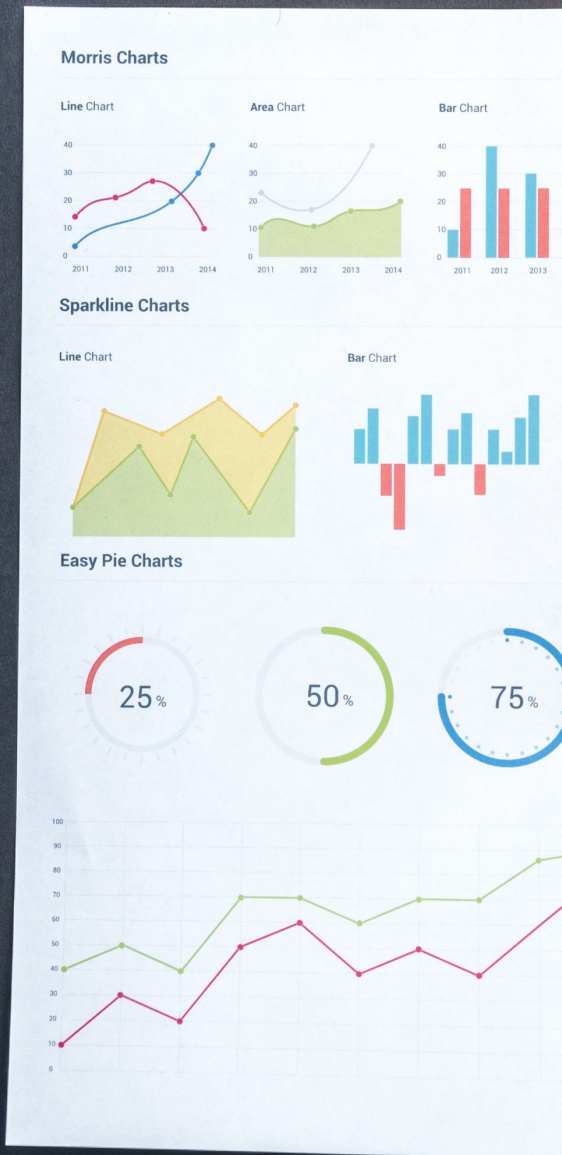 Morris Charts
Line Chart
Area Chart
Bar Chart
40
30
20
10
0
2011 2012 2013 2014
40
30
20
10
0
2011 2012 2013 2014
40
30
20
10
0
2011 2012 2013
Sparkline Charts
Line Chart
Bar Chart
Easy Pie Charts
25%
50%
75%
100
90
80
70
60
50
40
30
20
10
0